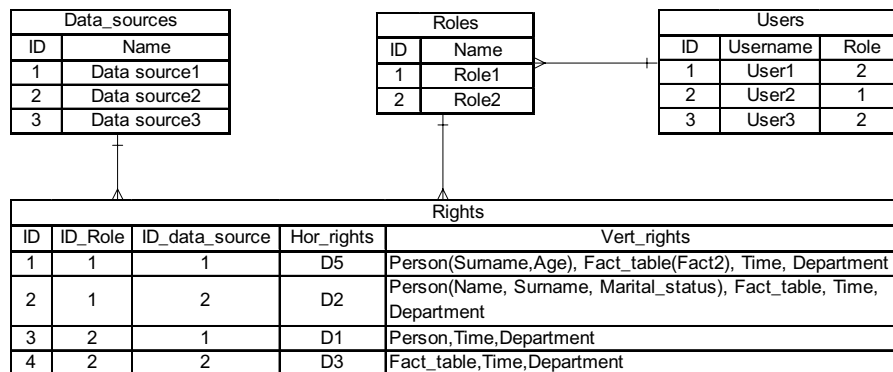 Data_sources
ID Name
1 Data source1
2 Data source2
3 Data source3
Roles
ID Name
1 Role1
2 Role2
Users
ID Username Role
1 User1 2
2 User2 1
3 User3 2
Rights
ID ID_Role ID_data_source Hor_rights Vert_rights
1 1 1 D5 Person(Surname,Age), Fact_table(Fact2), Time, Department
2 1 2 D2 Person(Name, Surname, Marital_status), Fact_table, Time,
Department
3 2 1 D1 Person,Time,Department
4 2 2 D3 Fact_table,Time,Department